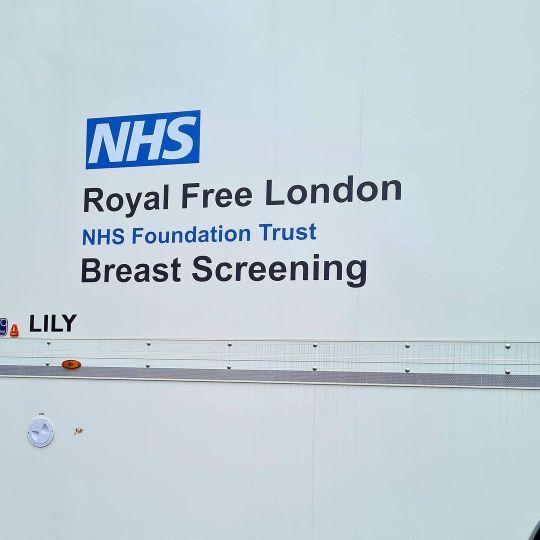 NHS
Royal Free London
NHS Foundation Trust
Breast Screening
LILY